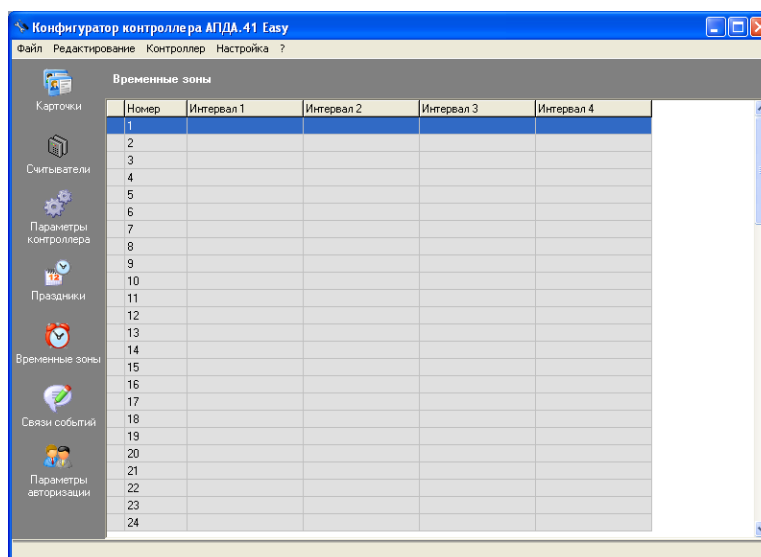 Конфигуратор контроллера АПДА.41 Easy
Файл Редактирование Контроллер Настройка ?
Временные зоны
Карточки
Считыватели
Параметры
контроллера
12
Праздники
Временные зоны
Связи событий
Параметры
авторизации
Номер Интервал 1 Интервал 2 Интервал 3 Интервал 4
1
2
3
4
5
6
7
8
9
10
11
12
13
14
15
16
17
18
19
20
21
22
23
24